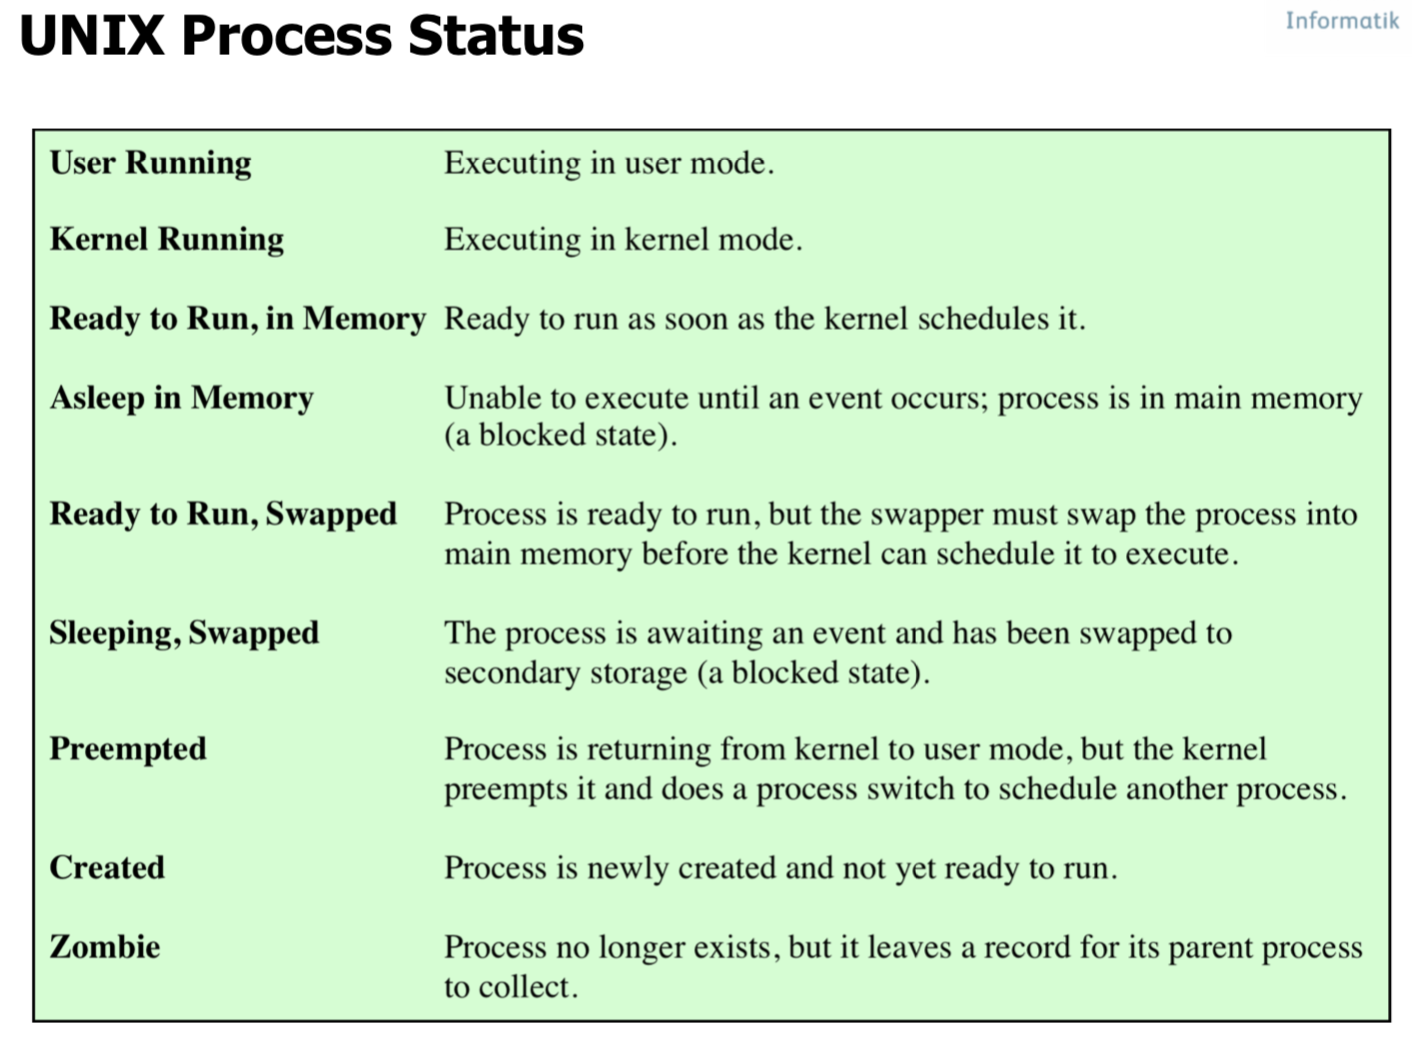 UNIX Process Status
Informatik
User Running Executing in user mode.
Kernel Running Executing in kernel mode.
Ready to Run, in Memory Ready to run as soon as the kernel schedules it.
Asleep in Memory Unable to execute until an event occurs; process is in main memory
(a blocked state).
Ready to Run, Swapped Process is ready to run, but the swapper must swap the process into
main memory before the kernel can schedule it to execute.
Sleeping, Swapped The process is awaiting an event and has been swapped to
secondary storage (a blocked state).
Preempted Process is returning from kernel to user mode, but the kernel
preempts it and does a process switch to schedule another process.
Created Process is newly created and not yet ready to run.
Zombie Process no longer exists, but it leaves a record for its parent process
to collect.